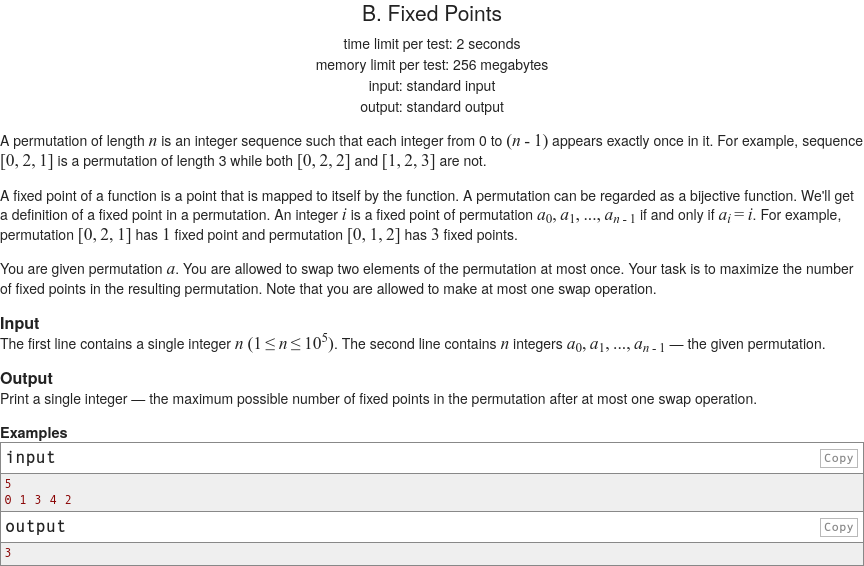 B. Fixed Points
time limit per test: 2 seconds
memory limit per test: 256 megabytes
input: standard input
output: standard output
A permutation of length n is an integer sequence such that each integer from 0 to (n - 1) appears exactly once in it. For example, sequence
[0, 2, 1] is a permutation of length 3 while both [0, 2, 2] and [1, 2, 3] are not.
A fixed point of a function is a point that is mapped to itself by the function. A permutation can be regarded as a bijective function. We'll get
a definition of a fixed point in a permutation. An integer i is a fixed point of permutation a0, a1, ..., an - 1 if and only if ai = i. For example,
permutation [0, 2, 1] has 1 fixed point and permutation [0, 1, 2] has 3 fixed points.
You are given permutation a. You are allowed to swap two elements of the permutation at most once. Your task is to maximize the number
of fixed points in the resulting permutation. Note that you are allowed to make at most one swap operation.
Input
The first line contains a single integer n (1 ≤ n ≤ 10^5). The second line contains n integers a0, a1, ..., an - 1 — the given permutation.
Output
Print a single integer — the maximum possible number of fixed points in the permutation after at most one swap operation.
Examples
input Copy
5
0 1 3 4 2
output Copy
3